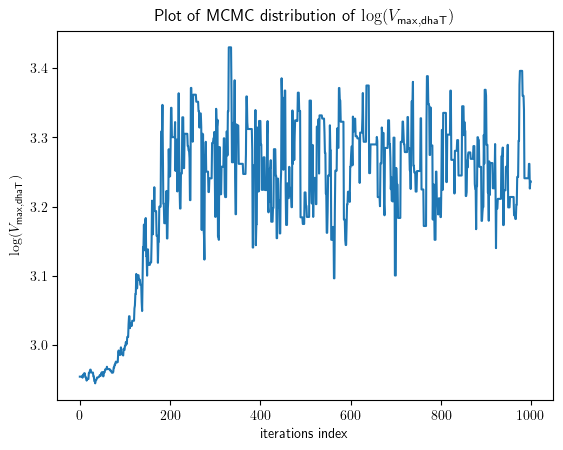 Plot of MCMC distribution of log(V_max,dhaT)
log(V_max,dhaT)
3.4
3.3
3.2
3.1
3.0
0 200 400 600 800 1000
iterations index